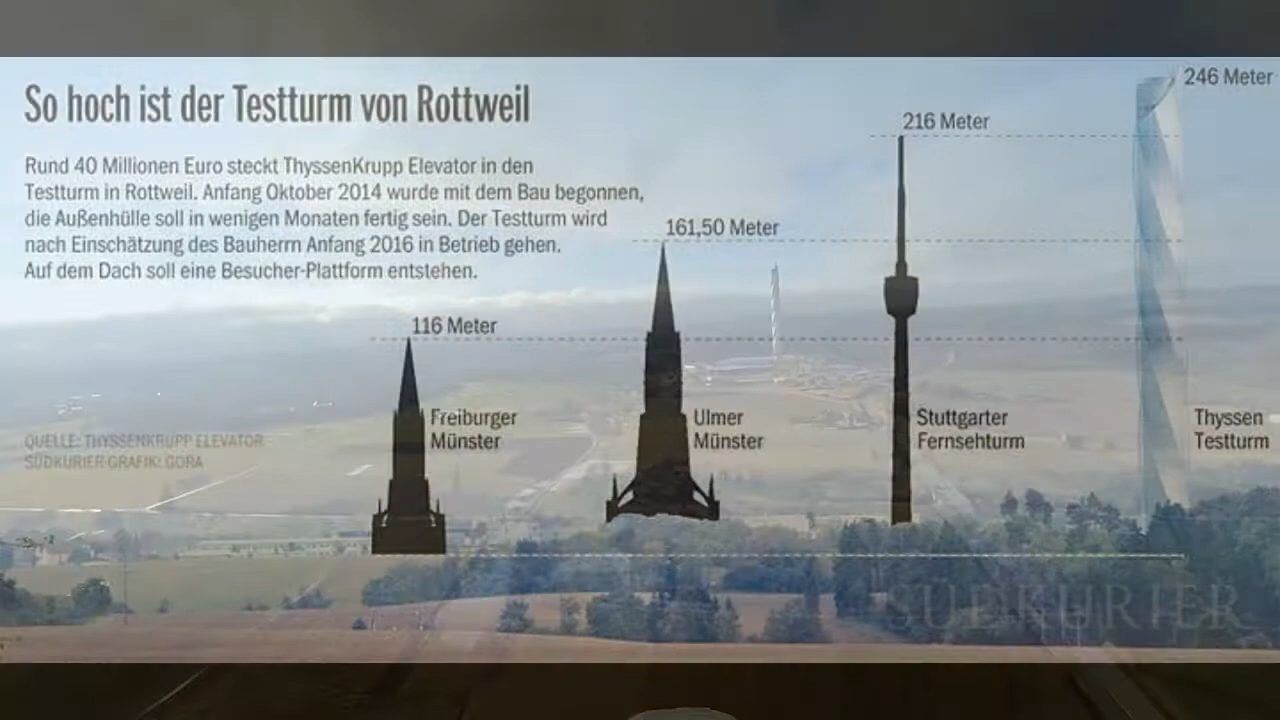 So hoch ist der Testturm von Rottweil
Rund 40 Millionen Euro steckt ThyssenKrupp Elevator in den
Testturm in Rottweil. Anfang Oktober 2014 wurde mit dem Bau begonnen,
die Außenhülle soll in wenigen Monaten fertig sein. Der Testturm wird
nach Einschätzung des Bauherrn Anfang 2016 in Betrieb gehen.
Auf dem Dach soll eine Besucher-Plattform entstehen.
246 Meter
216 Meter
161,50 Meter
116 Meter
Freiburger
Münster
Ulmer
Münster
Stuttgarter
Fernsehturm
Thyssen
Testturm
QUELLE: THYSSENKRUPP ELEVATOR
SÜDKURIER-GRAFIK: GORA
SÜDKURIER